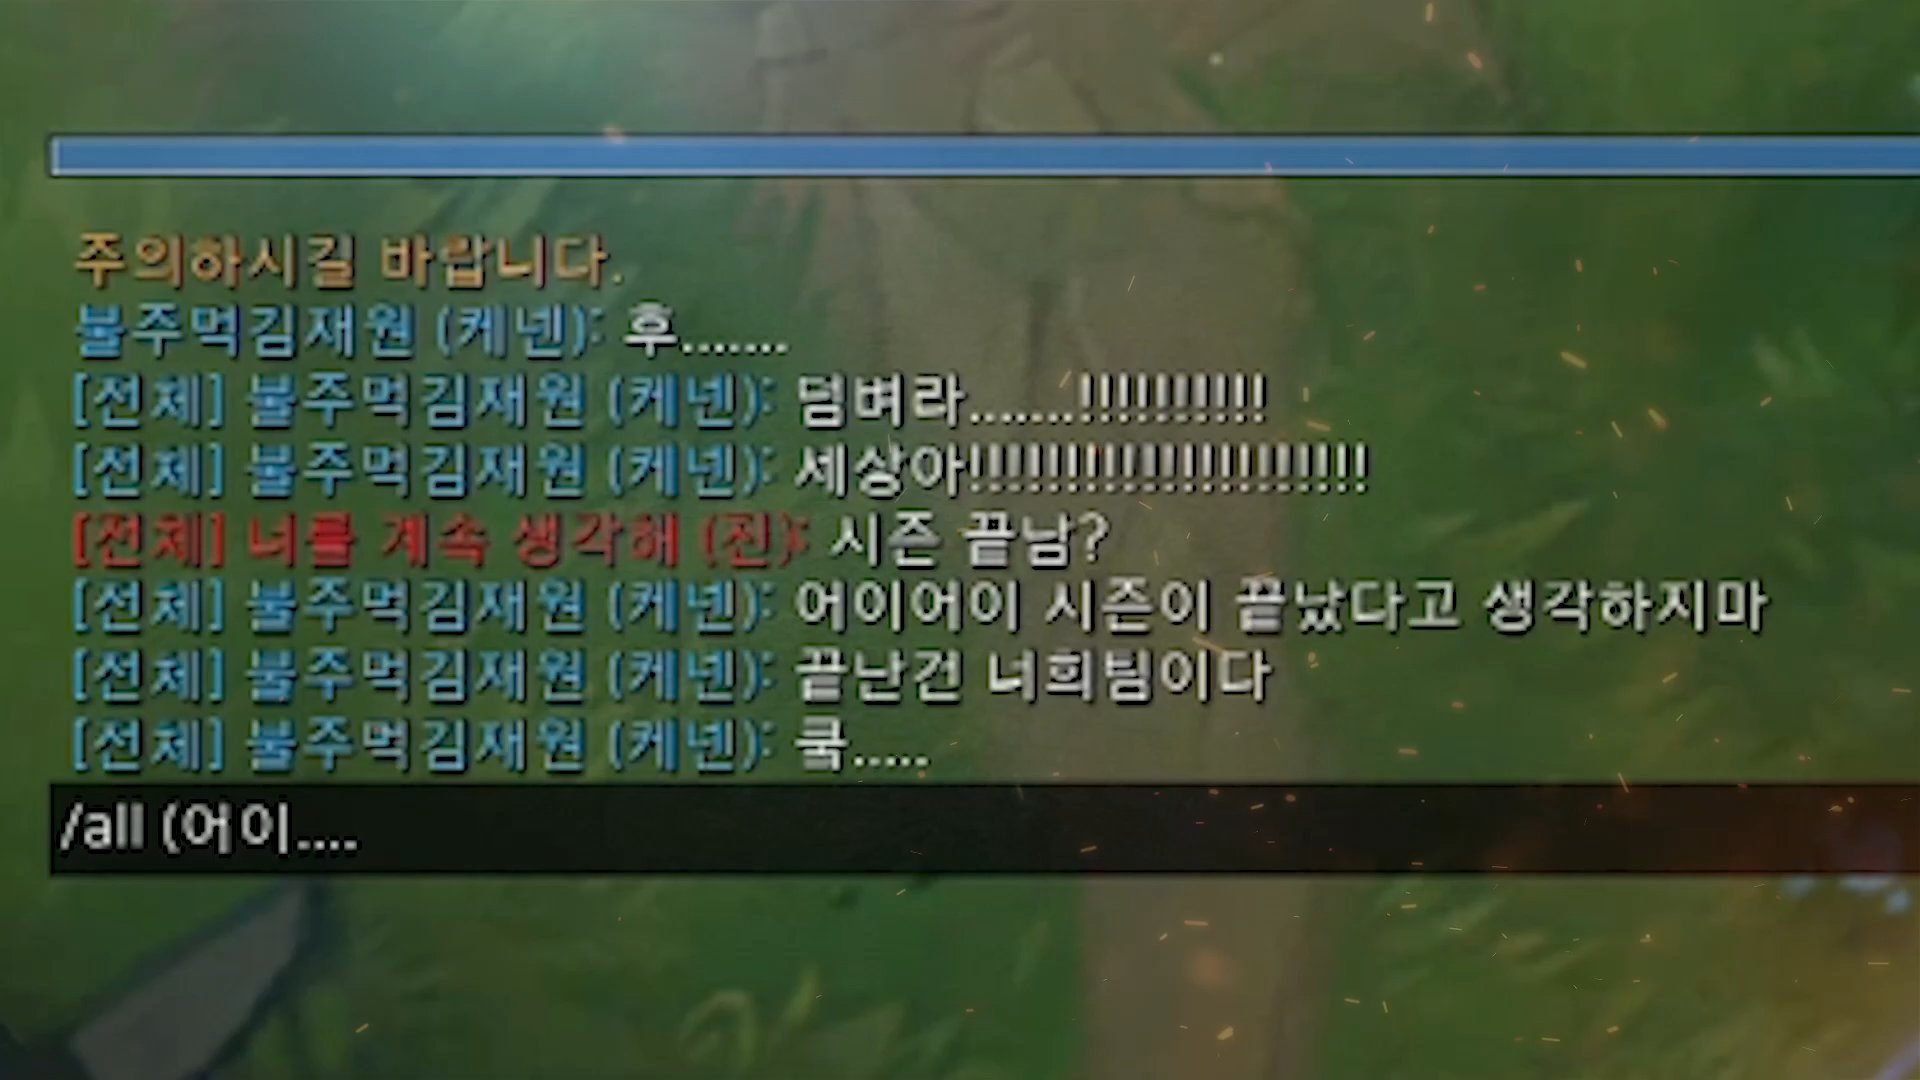 주의하시길 바랍니다.
불주먹김재원 (케넨): 후.......
[전체] 불주먹김재원 (케넨): 덤벼라.......!!!!!!!!!!
[전체] 불주먹김재원 (케넨): 세상아!!!!!!!!!!!!!!!!!!!!!
[전체] 너를 계속 생각해 (진): 시즌 끝남?
[전체] 불주먹김재원 (케넨): 어이어이 시즌이 끝났다고 생각하지마
[전체] 불주먹김재원 (케넨): 끝난건 너희팀이다
[전체] 불주먹김재원 (케넨): 쿡.....
/all (어이....